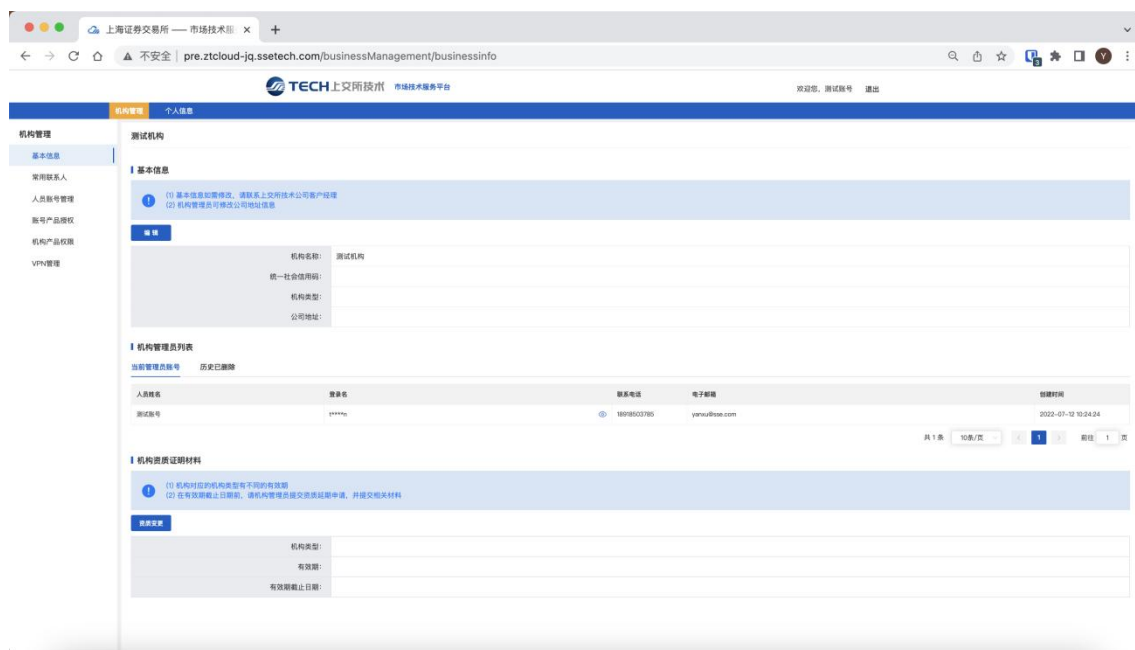 上海证券交易所 —— 市场技术服
不安全 pre.ztcloud-jq.ssetech.com/businessManagement/businessinfo
Y
TECH上交所技术 市场技术服务平台
欢迎您, 测试账号 退出
机构管理 个人信息
机构管理
基本信息
常用联系人
人员账号管理
账号产品授权
机构产品权限
VPN管理
测试机构
基本信息
(1) 基本信息如需修改, 请联系上交所技术公司客户经理
(2) 机构管理员可修改公司地址信息
编 辑
机构名称: 测试机构
统一社会信用码:
机构类型:
公司地址:
机构管理员列表
当前管理员账号 历史已删除
人员姓名 登录名 联系电话 电子邮箱 创建时间
测试账号 t****n 18918503785 yanxu@sse.com 2022-07-12 10:24:24
共 1 条 10条/页 1 前往 1 页
机构资质证明材料
(1) 机构对应的机构类型有不同的有效期
(2) 在有效期截止日期前, 请机构管理员提交资质延期申请, 并提交相关材料
资质变更
机构类型:
有效期:
有效期截止日期: